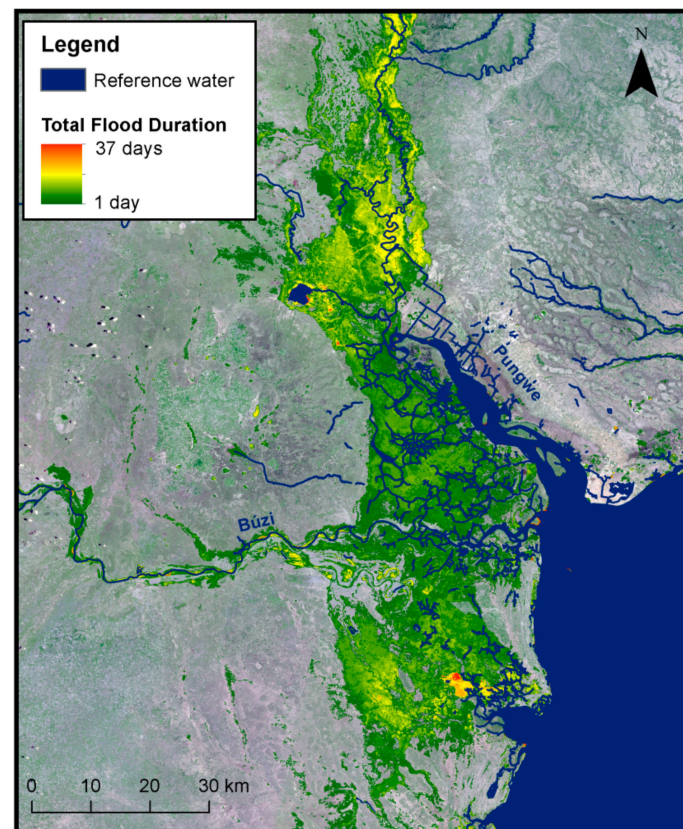 Legend
Reference water
Total Flood Duration
37 days
1 day
N
Pungwe
Búzi
0 10 20 30 km